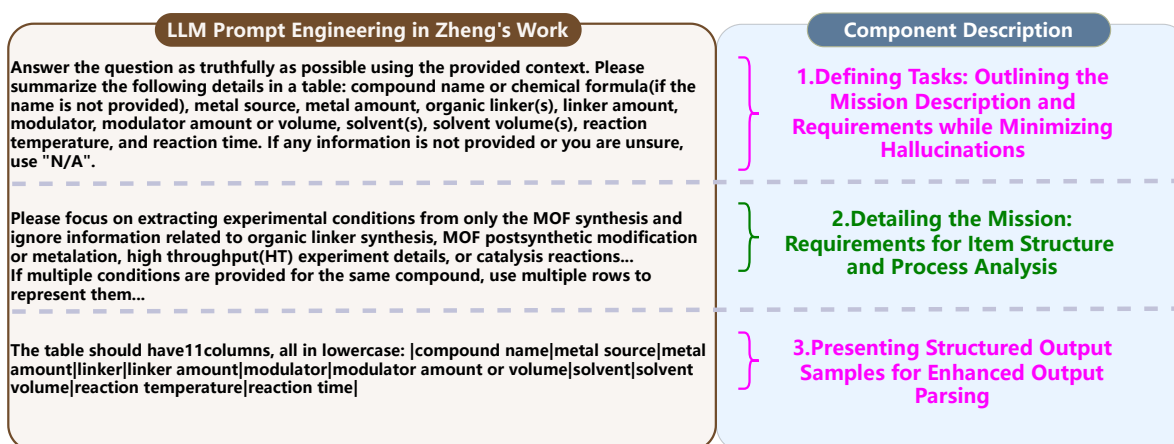 LLM Prompt Engineering in Zheng's Work
Answer the question as truthfully as possible using the provided context. Please
summarize the following details in a table: compound name or chemical formula(if the
name is not provided), metal source, metal amount, organic linker(s), linker amount,
modulator, modulator amount or volume, solvent(s), solvent volume(s), reaction
temperature, and reaction time. If any information is not provided or you are unsure,
use "N/A".
Please focus on extracting experimental conditions from only the MOF synthesis and
ignore information related to organic linker synthesis, MOF postsynthetic modification
or metalation, high throughput(HT) experiment details, or catalysis reactions...
If multiple conditions are provided for the same compound, use multiple rows to
represent them...
The table should have11columns, all in lowercase: |compound name|metal source|metal
amount|linker|linker amount|modulator|modulator amount or volume|solvent|solvent
volume|reaction temperature|reaction time|
Component Description
1.Defining Tasks: Outlining the
Mission Description and
Requirements while Minimizing
Hallucinations
2.Detailing the Mission:
Requirements for Item Structure
and Process Analysis
3.Presenting Structured Output
Samples for Enhanced Output
Parsing